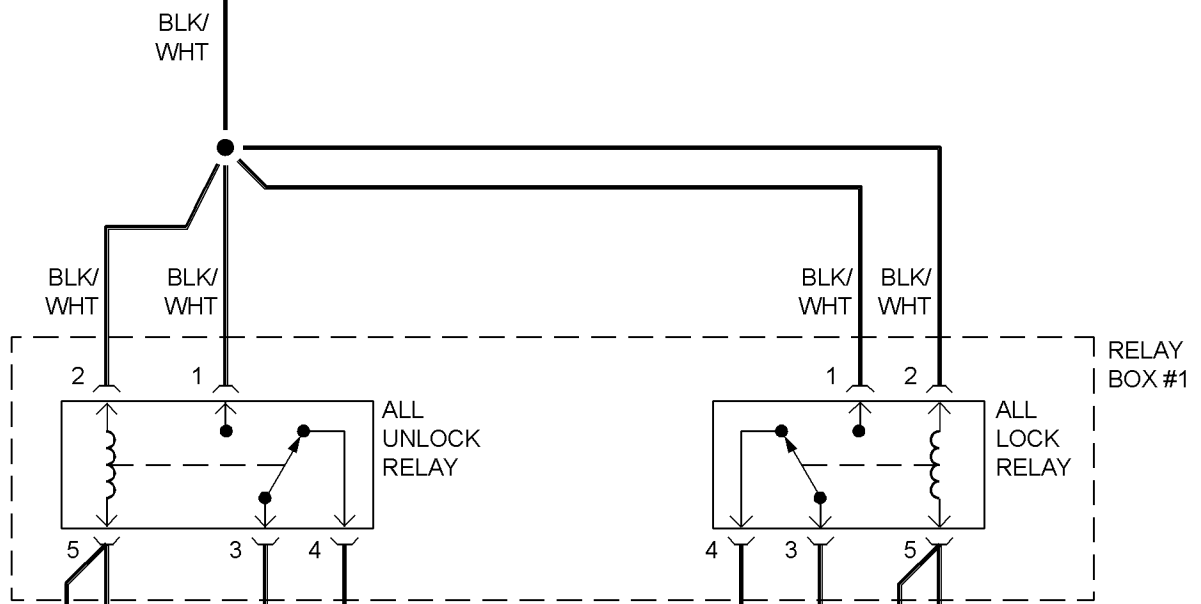 BLK/
WHT
BLK/
WHT
BLK/
WHT
BLK/
WHT
BLK/
WHT
RELAY
BOX #1
2
1
1
2
ALL
UNLOCK
RELAY
ALL
LOCK
RELAY
5
3
4
4
3
5